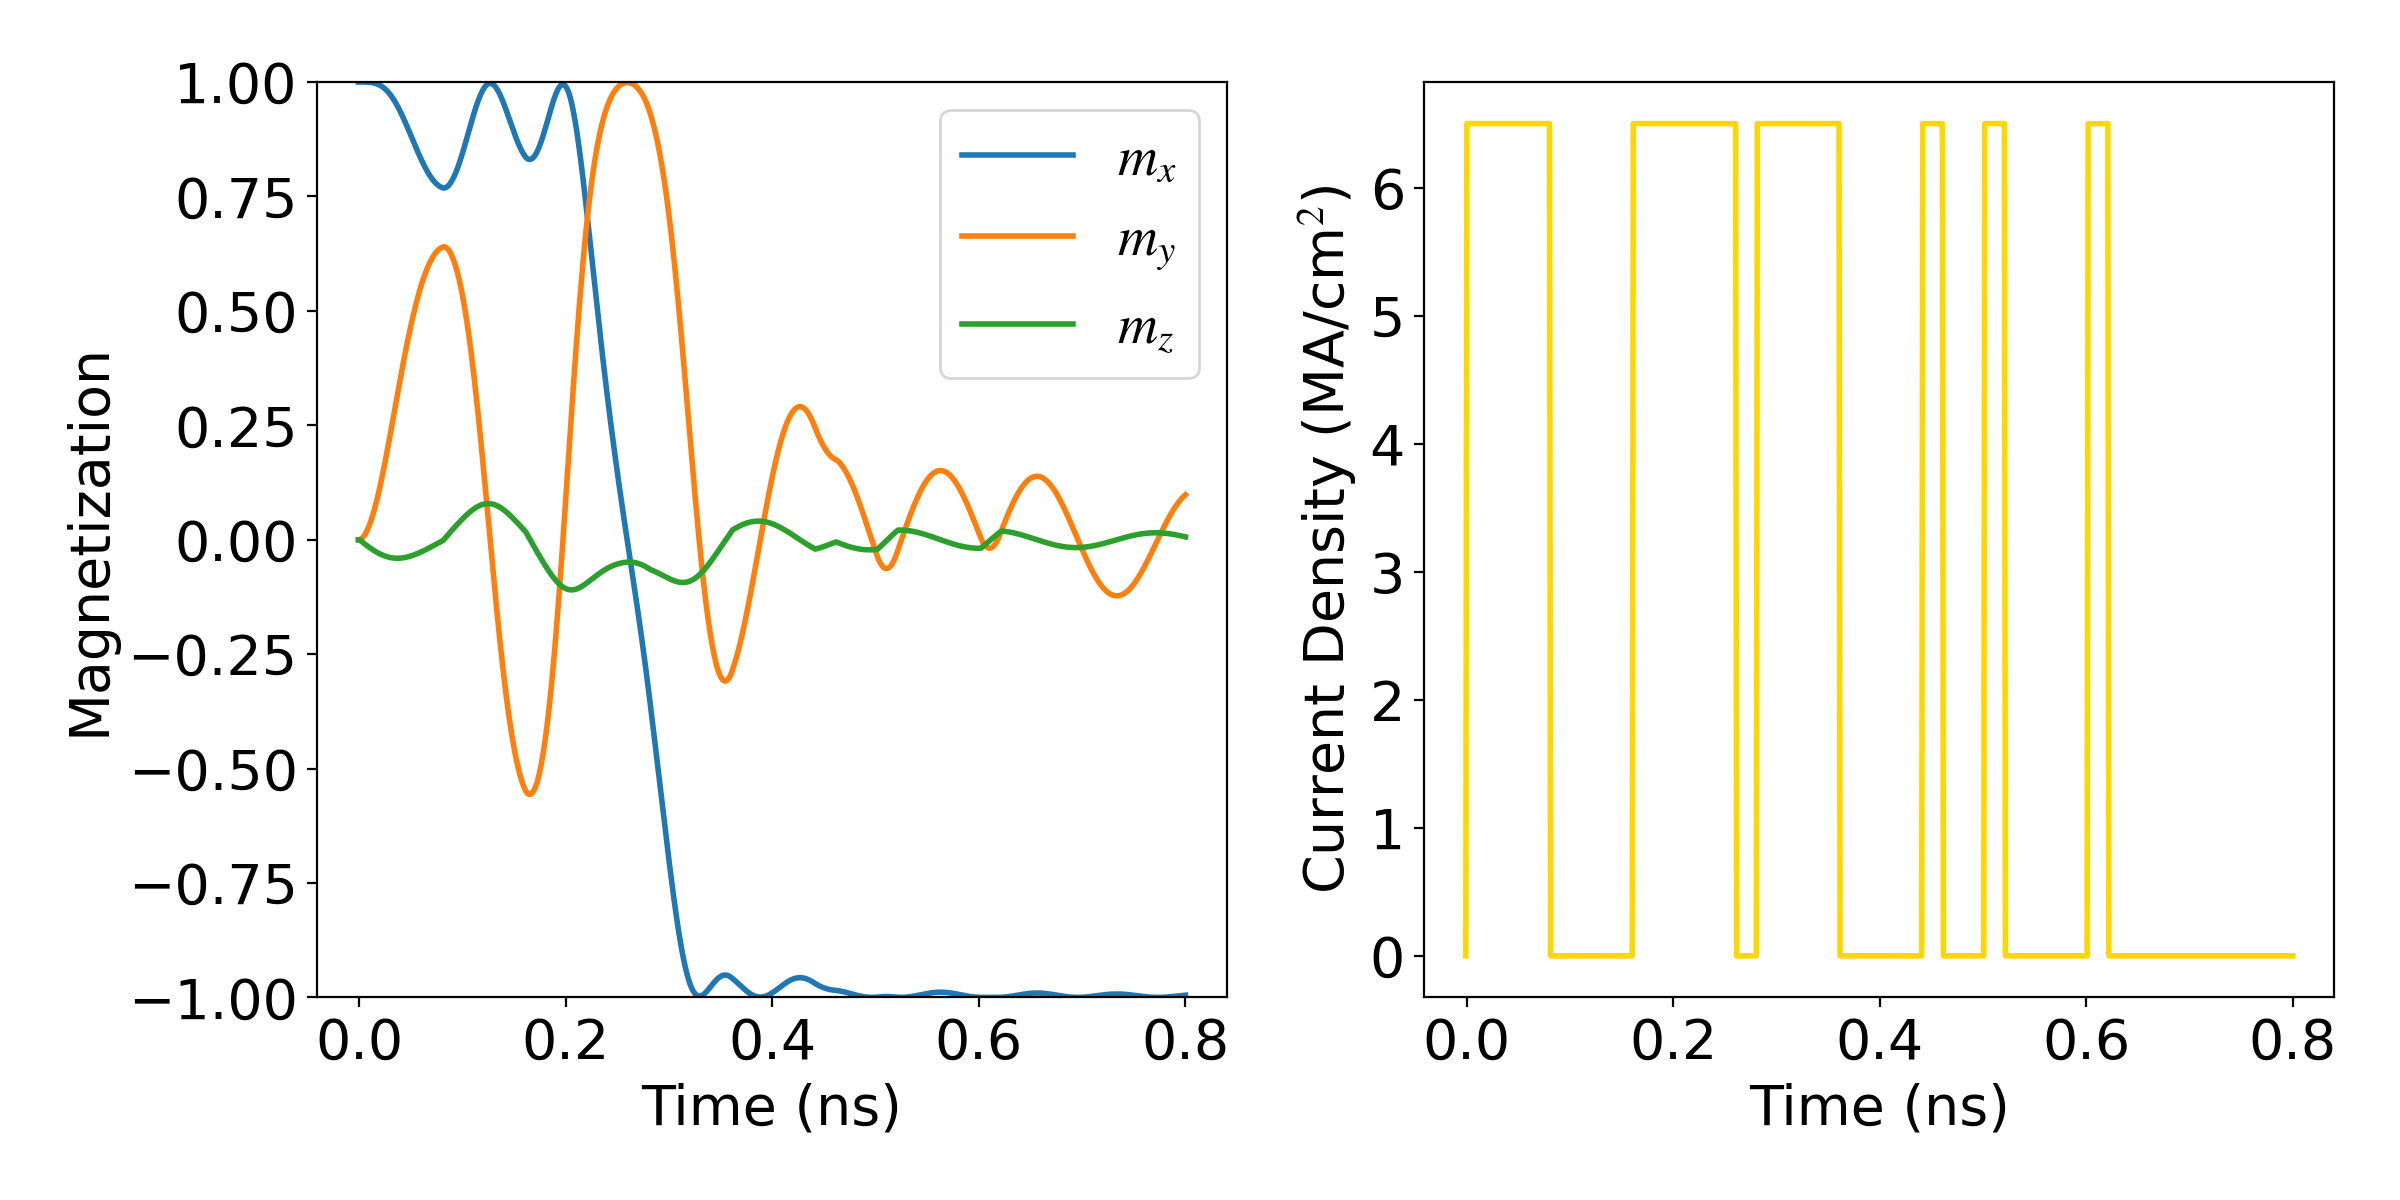 Magnetization
1.00
0.75
0.50
0.25
0.00
−0.25
−0.50
−0.75
−1.00
0.0 0.2 0.4 0.6 0.8
Time (ns)
m_x
m_y
m_z
Current Density (MA/cm²)
6
5
4
3
2
1
0
0.0 0.2 0.4 0.6 0.8
Time (ns)